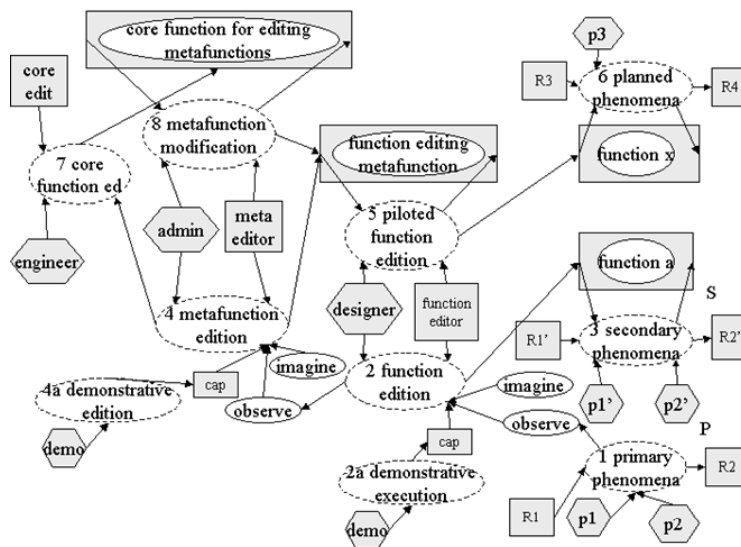 core function for editing
metafunctions
p3
core
edit
R3
6 planned
phenomena
R4
8 metafunction
modification
function editing
metafunction
function x
7 core
function ed
admin
meta
editor
5 piloted
function
edition
engineer
function a
designer
function
editor
S
4 metafunction
edition
R1'
3 secondary
phenomena
R2'
imagine
2 function
edition
cap
4a demonstrative
edition
observe
imagine
p1'
p2'
observe
P
demo
cap
1 primary
phenomena
R2
2a demonstrative
execution
R1
p1
p2
demo